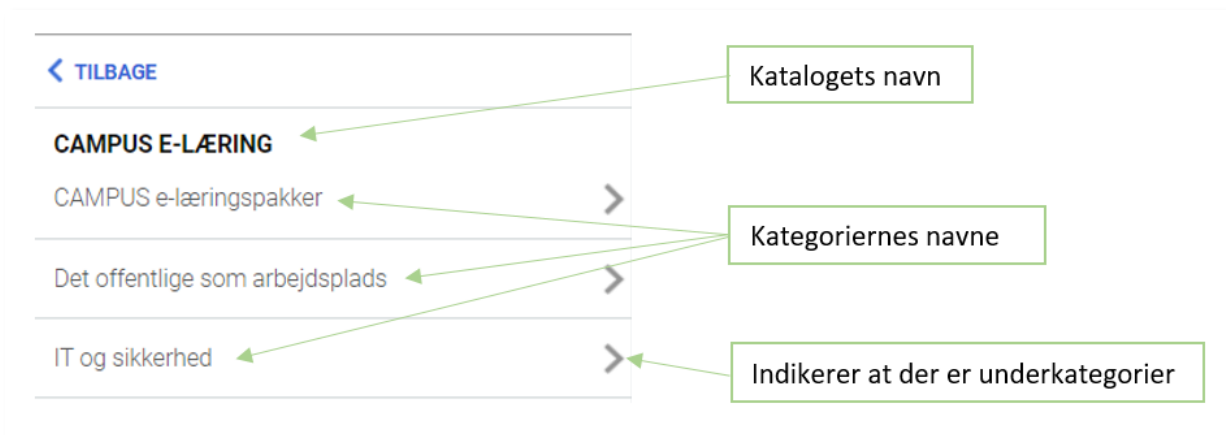 TILBAGE
Katalogets navn
CAMPUS E-LÆRING
CAMPUS e-læringspakker
Kategoriernes navne
Det offentlige som arbejdsplads
IT og sikkerhed
Indikerer at der er underkategorier